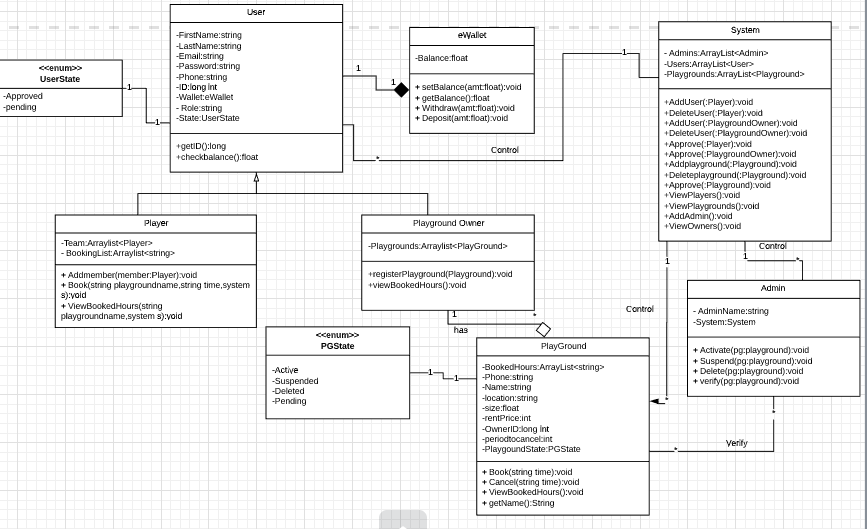 User
-FirstName:string
-LastName:string
-Email:string
-Password:string
-Phone:string
-ID:long int
-Wallet:eWallet
- Role:string
-State:UserState
+getID():long
+checkbalance():float
<<enum>>
UserState
-Approved
-pending
1
1
1
1
eWallet
-Balance:float
+ setBalance(amt:float):void
+ getBalance():float
+ Withdraw(amt:float):void
+ Deposit(amt:float):void
*
Control
1
System
- Admins:ArrayList<Admin>
-Users:ArrayList<User>
-Playgrounds:ArrayList<Playground>
+AddUser(:Player):void
+DeleteUser(:Player):void
+AddUser(:PlaygroundOwner):void
+DeleteUser(:PlaygroundOwner):void
+Approve(:Player):void
+Approve(:PlaygroundOwner):void
+Addplayground(:Playground):void
+Deleteplayground(:Playground):void
+Approve(:Playground):void
+ViewPlayers():void
+ViewPlaygrounds():void
+AddAdmin():void
+ViewOwners():void
Player
-Team:Arraylist<Player>
- BookingList:Arraylist<string>
+ Addmember(member:Player):void
+ Book(string playgroundname,string time,system
s):void
+ ViewBookedHours(string
playgroundname,system s):void
Playground Owner
-Playgrounds:Arraylist<PlayGround>
+registerPlayground(Playground):void
+viewBookedHours():void
1
has
*
1
Control
*
1
Control
*
Admin
- AdminName:string
-System:System
+ Activate(pg:playground):void
+ Suspend(pg:playground):void
+ Delete(pg:playground):void
+ verify(pg:playground):void
*
Verify
*
<<enum>>
PGState
-Active
-Suspended
-Deleted
-Pending
1
1
PlayGround
-BookedHours:ArrayList<string>
-Phone:string
-Name:string
-location:string
-size:float
-rentPrice:int
-OwnerID:long int
-periodtocancel:int
-PlaygoundState:PGState
+ Book(string time):void
+ Cancel(string time):void
+ ViewBookedHours():void
+ getName():String